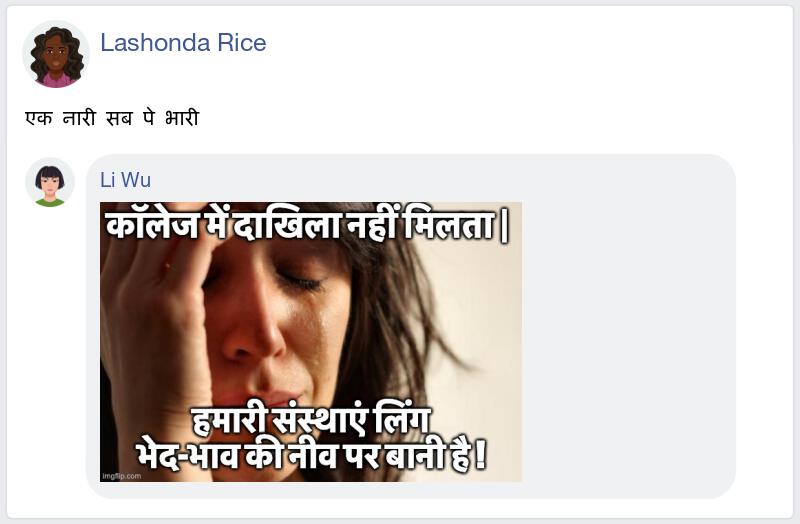 Lashonda Rice
एक नारी सब पे भारी
Li Wu
कॉलेज में दाखिला नहीं मिलता |
हमारी संस्थाएं लिंग
भेद-भाव की नीव पर बानी है !
imgflip.com